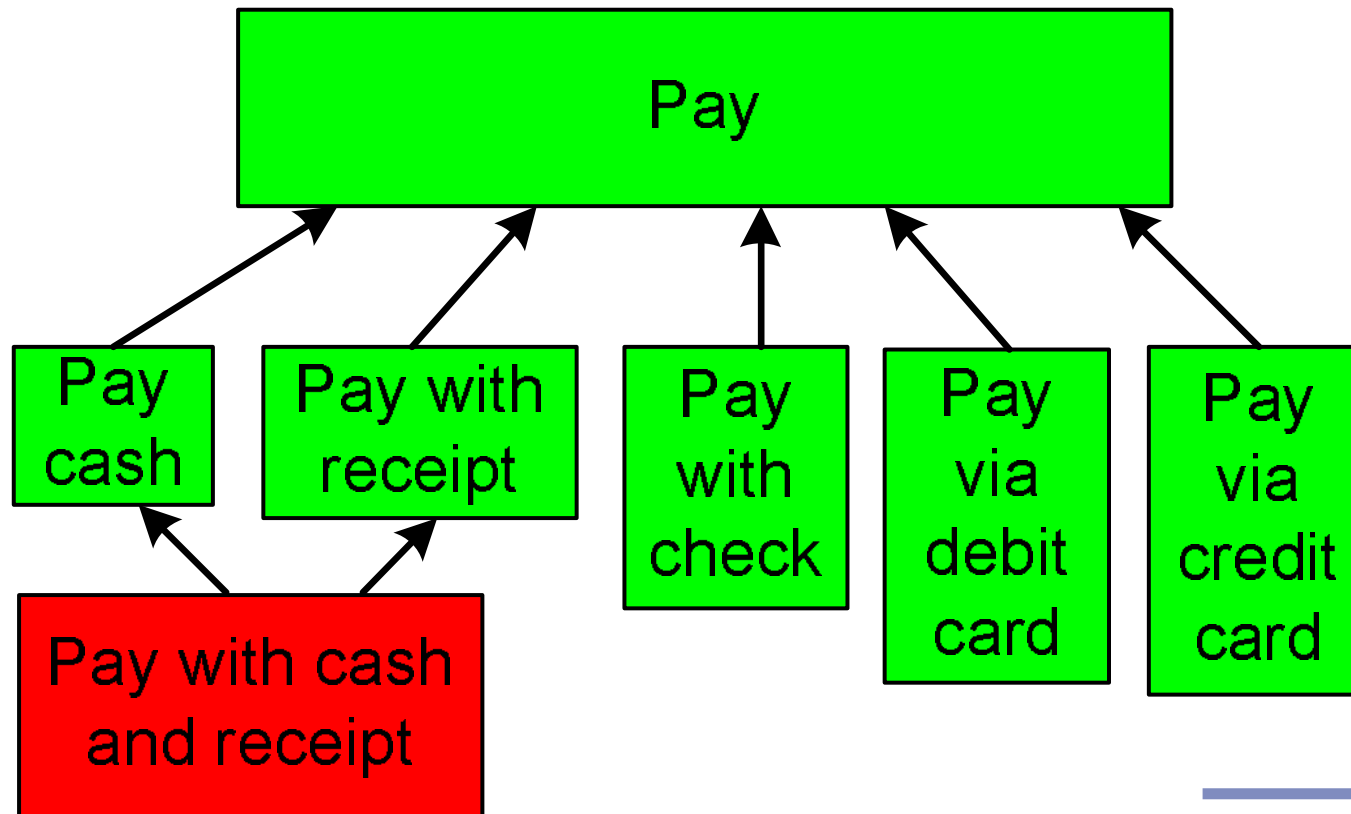 Pay
Pay
cash
Pay with
receipt
Pay
with
check
Pay
via
debit
card
Pay
via
credit
card
Pay with cash
and receipt